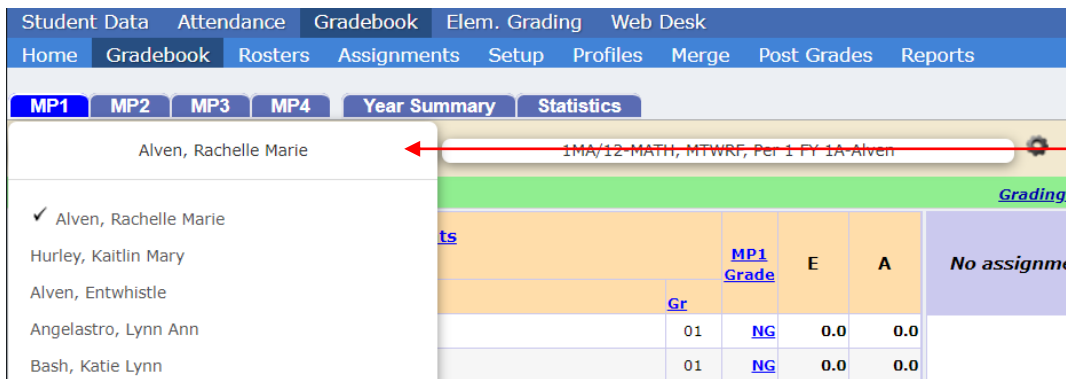 Student Data Attendance Gradebook Elem. Grading Web Desk
Home Gradebook Rosters Assignments Setup Profiles Merge Post Grades Reports
MP1 MP2 MP3 MP4 Year Summary Statistics
Alven, Rachelle Marie 1MA/12-MATH, MTWRF, Per 1 FY 1A-Alven
Grading
✓ Alven, Rachelle Marie
Hurley, Kaitlin Mary
Alven, Entwhistle
Angelastro, Lynn Ann
Bash, Katie Lynn
ts
MP1 Grade E A No assignme
Gr
01 NG 0.0 0.0
01 NG 0.0 0.0